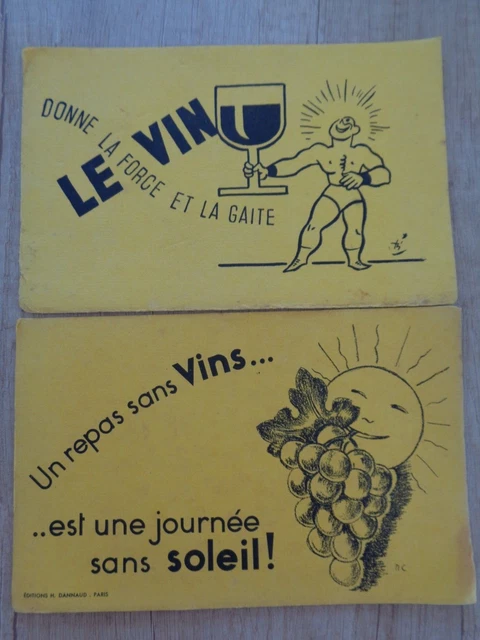 DONNE LA FORCE ET LA GAITE
LE VIN
Un repas sans Vins...
..est une journée
sans soleil!
EDITIONS H. DANNAUD . PARIS